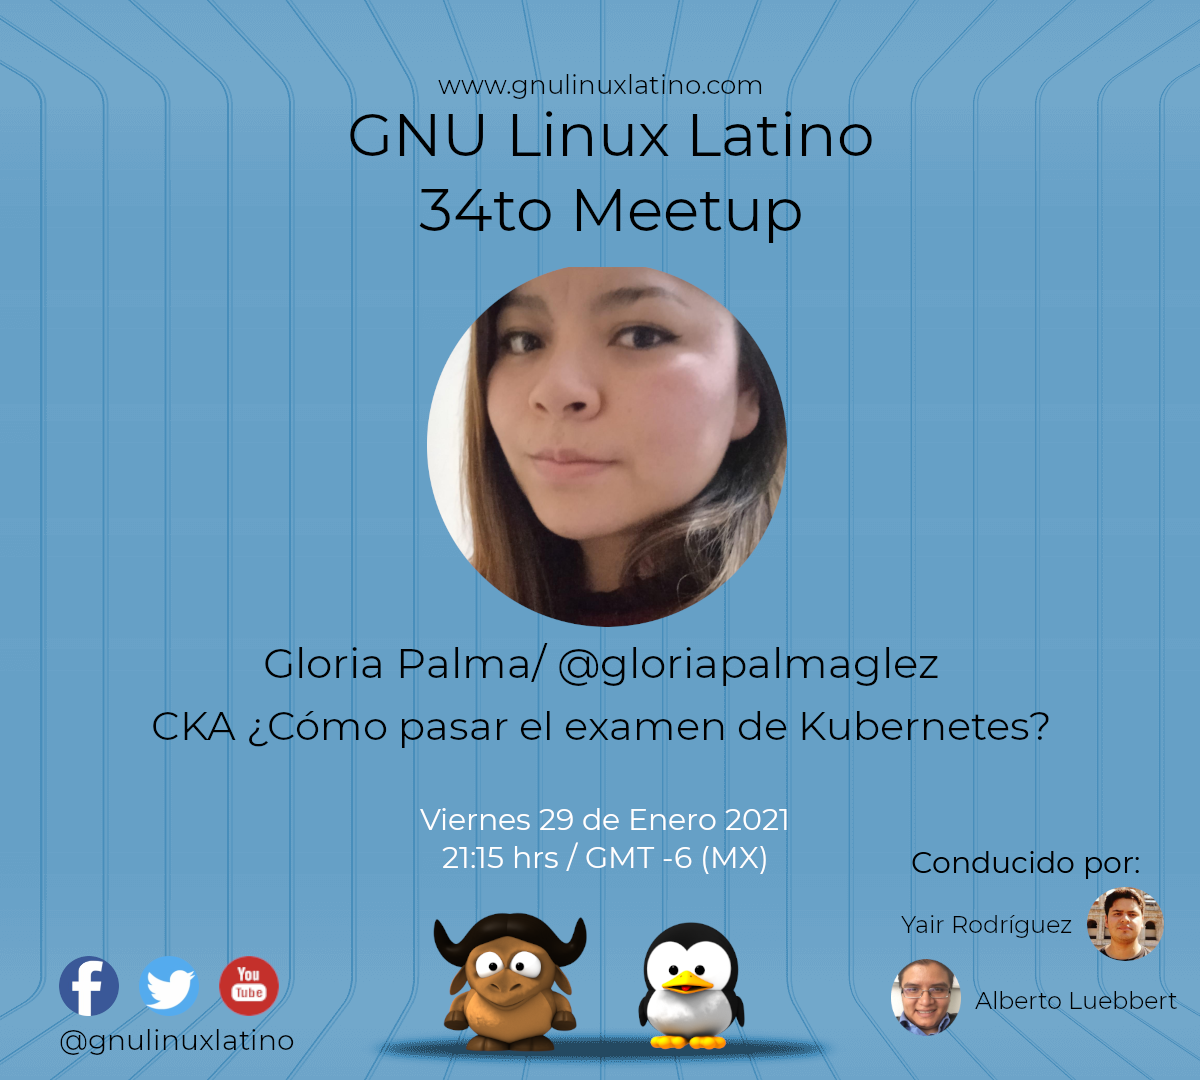 www.gnulinuxlatino.com
GNU Linux Latino
34to Meetup
Gloria Palma/ @gloriapalmaglez
CKA ¿Cómo pasar el examen de Kubernetes?
Viernes 29 de Enero 2021
21:15 hrs / GMT -6 (MX)
Conducido por:
Yair Rodríguez
Alberto Luebbert
You
Tube
@gnulinuxlatino